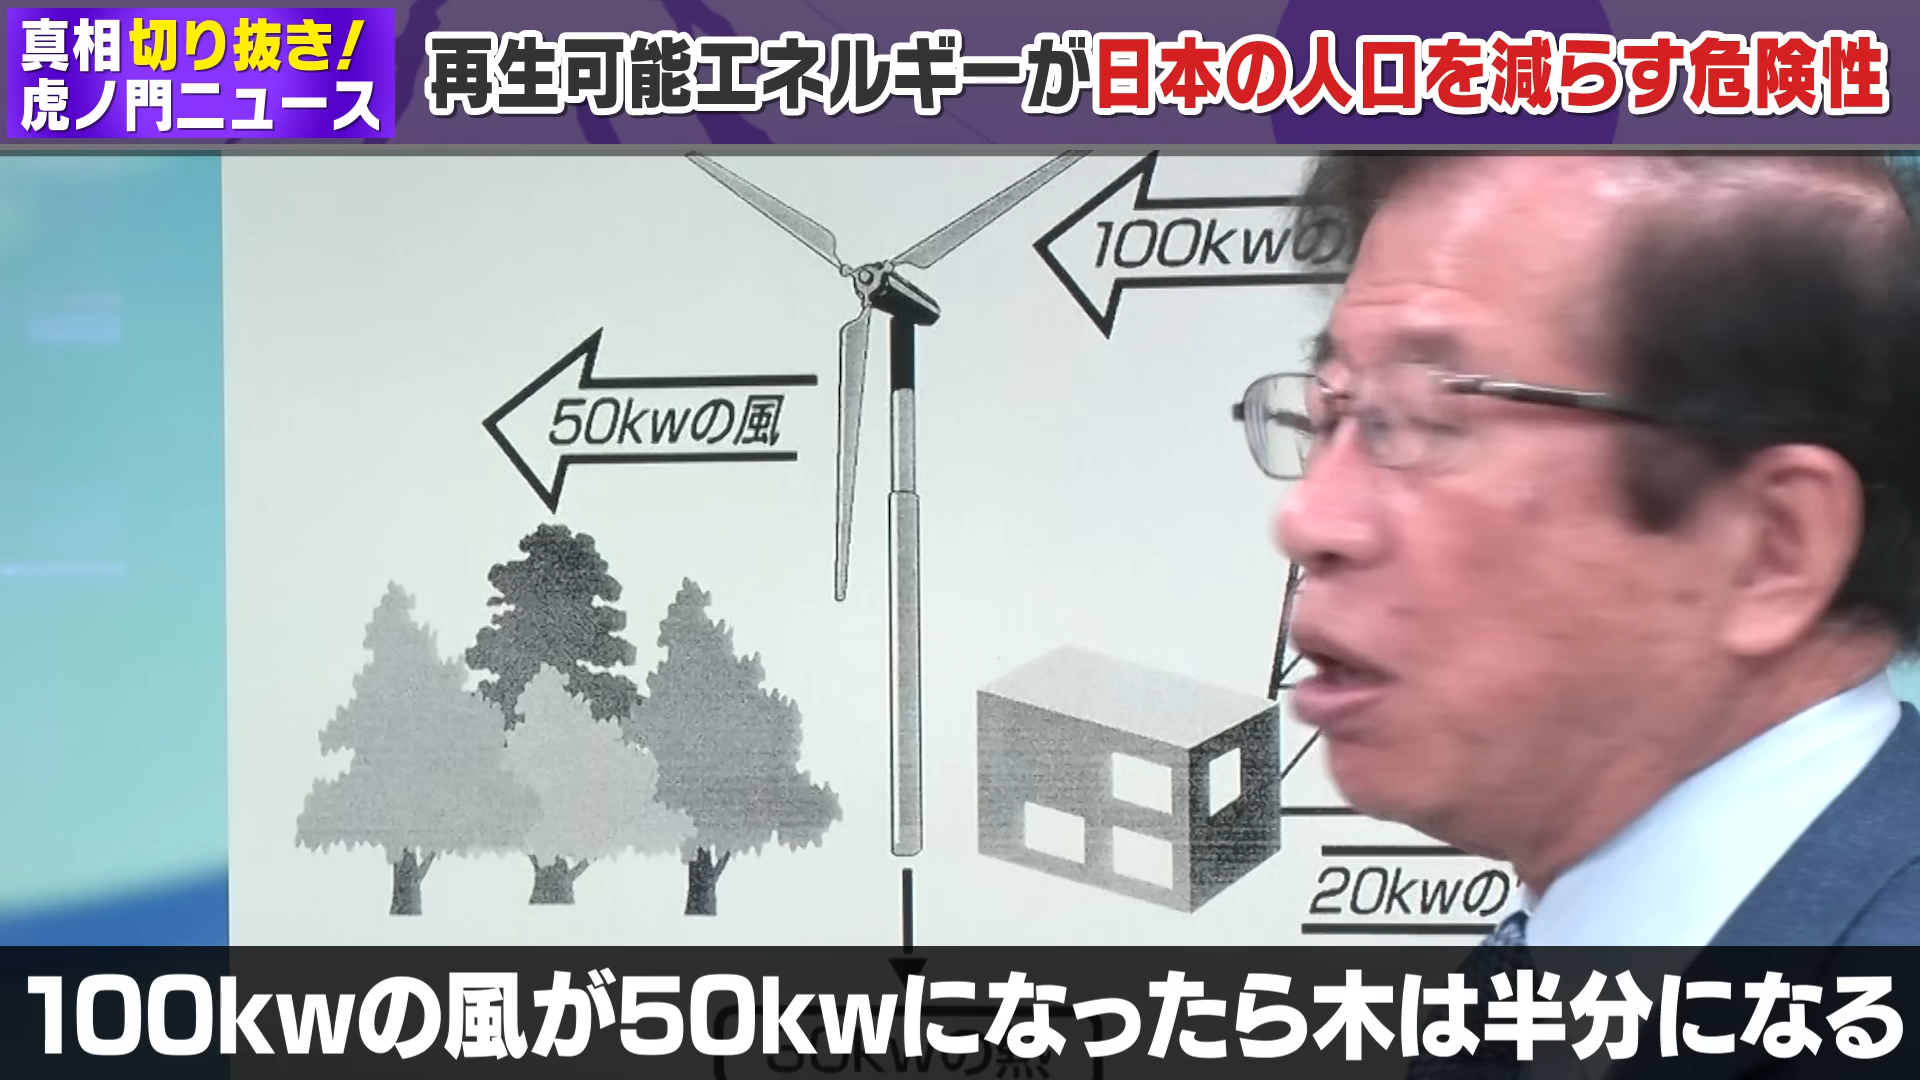 真相切り抜き!
虎ノ門ニュース
再生可能エネルギーが日本の人口を減らす危険性
100kwの
50kwの風
20kwの
100kwの風が50kwになったら木は半分になる